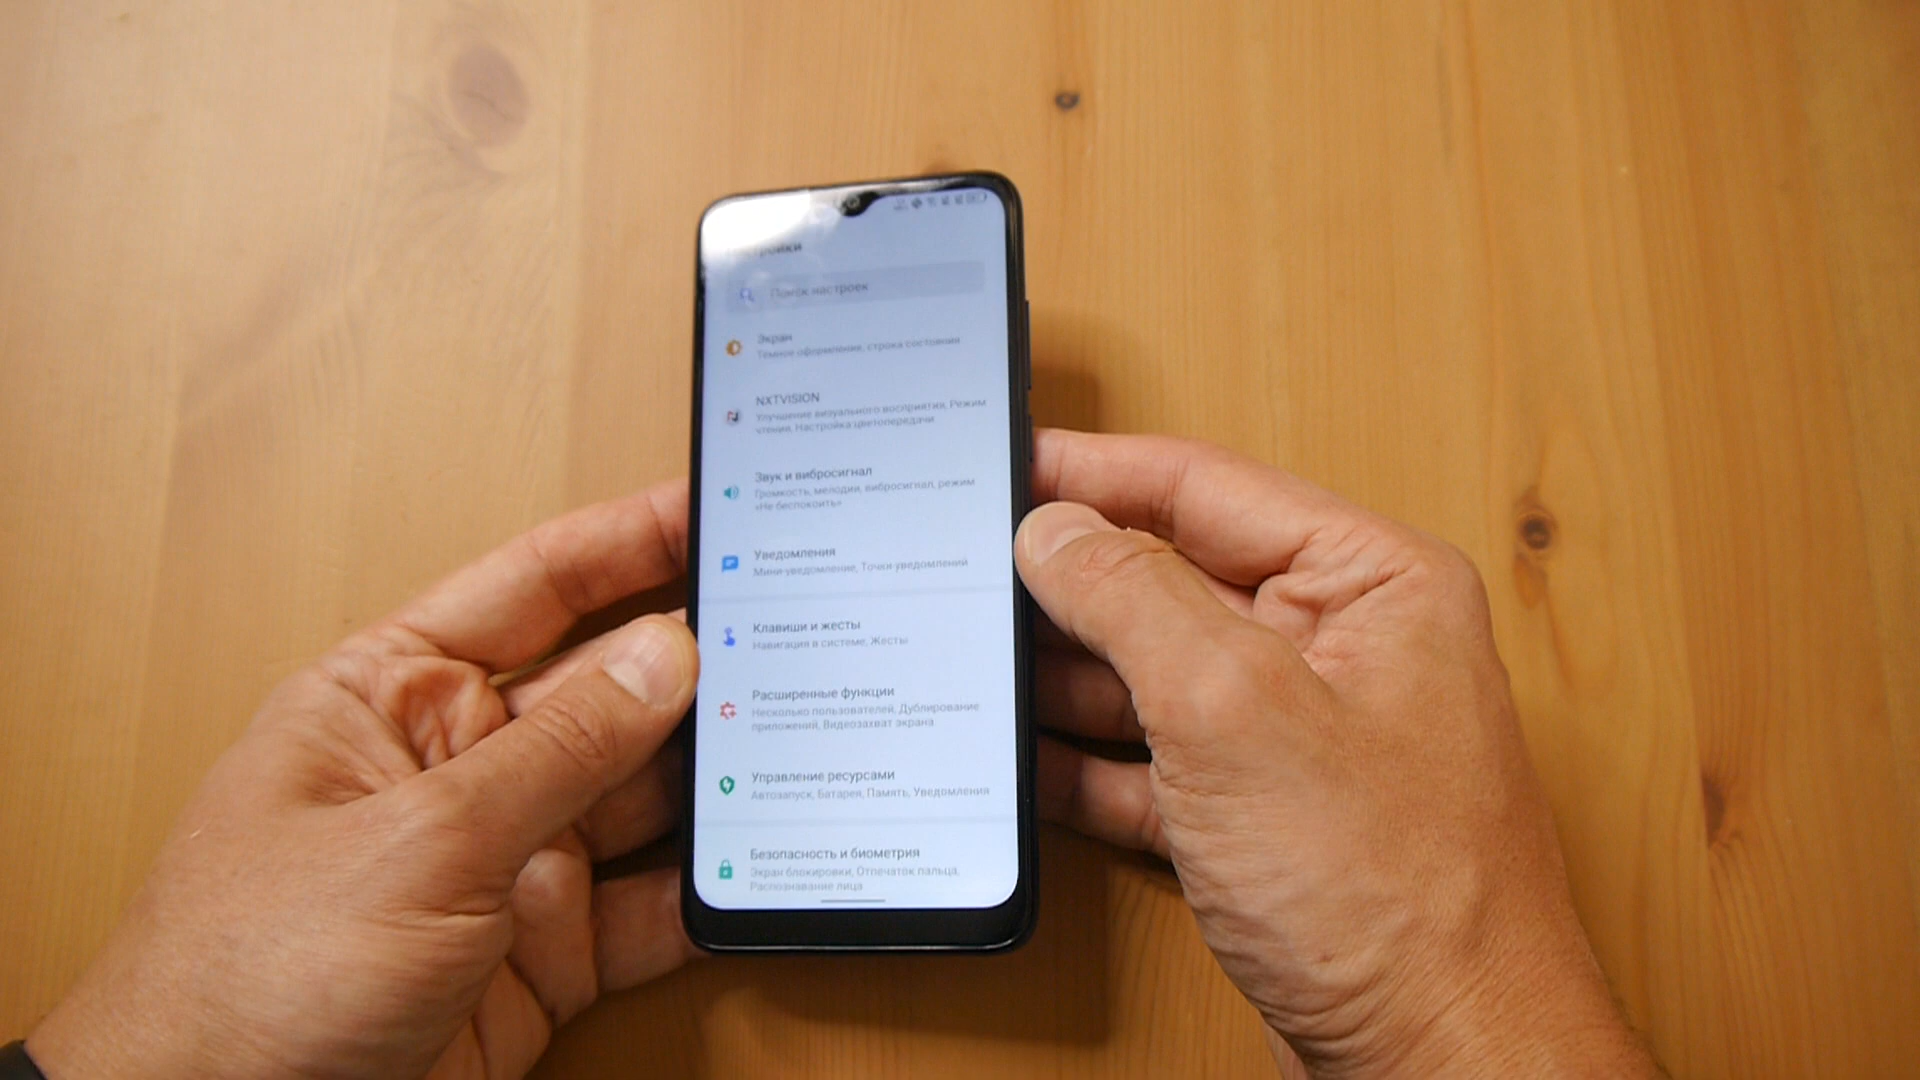 Настройки
Поиск настроек
Экран
Темное оформление, строка состояния
NXTVISION
Улучшение визуального восприятия, Режим
чтения, Настройка цветопередачи
Звук и вибросигнал
Громкость, мелодия, вибросигнал, режим
«Не беспокоить»
Уведомления
Мини-уведомление, Точки уведомлений
Клавиши и жесты
Навигация в системе, Жесты
Расширенные функции
Несколько пользователей, Дублирование
приложений, Видеозахват экрана
Управление ресурсами
Автозапуск, Батарея, Память, Уведомления
Безопасность и биометрия
Экран блокировки, Отпечаток пальца,
Распознавание лица